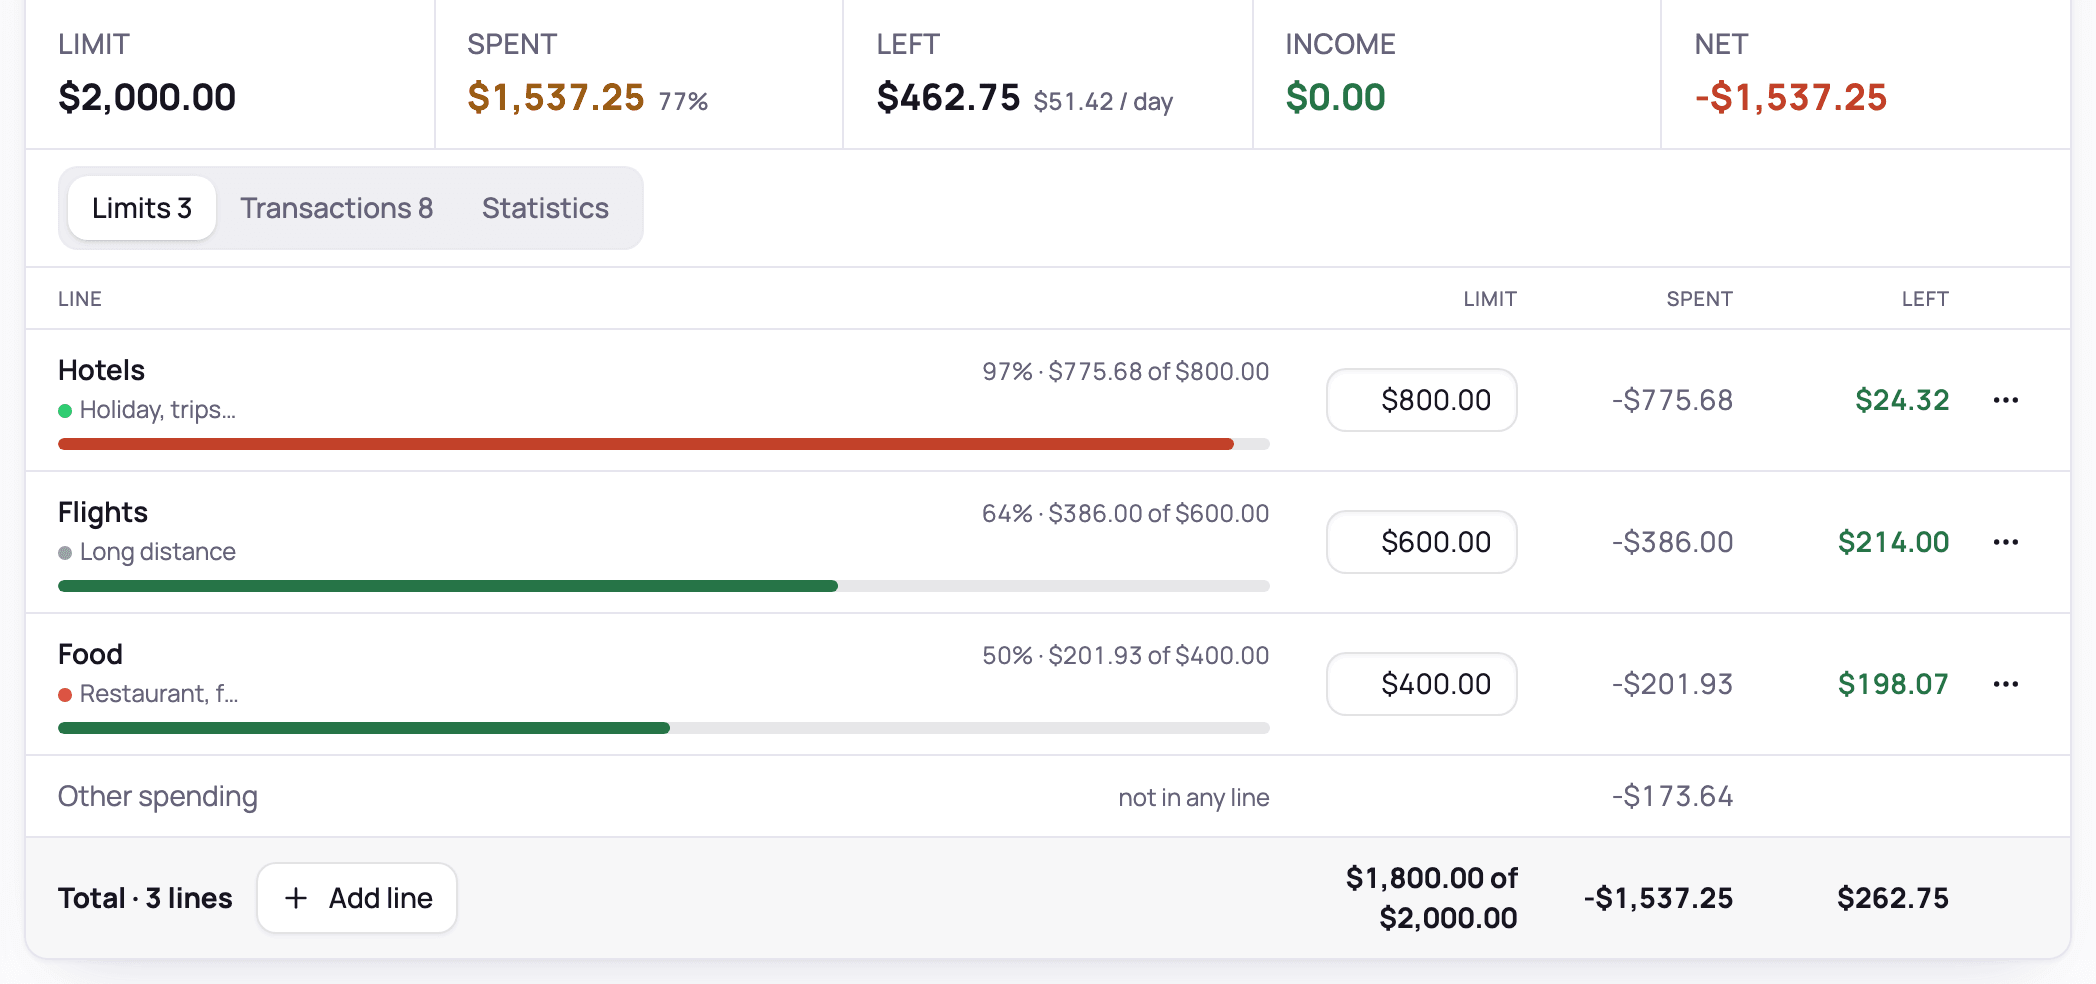 LIMIT
$2,000.00
SPENT
$1,537.25 77%
LEFT
$462.75 $51.42 / day
INCOME
$0.00
NET
-$1,537.25
Limits 3 Transactions 8 Statistics
LINE LIMIT SPENT LEFT
Hotels 97% · $775.68 of $800.00
Holiday, trips…
$800.00 -$775.68 $24.32
Flights 64% · $386.00 of $600.00
Long distance
$600.00 -$386.00 $214.00
Food 50% · $201.93 of $400.00
Restaurant, f…
$400.00 -$201.93 $198.07
Other spending not in any line -$173.64
Total · 3 lines + Add line
$1,800.00 of
$2,000.00
-$1,537.25 $262.75